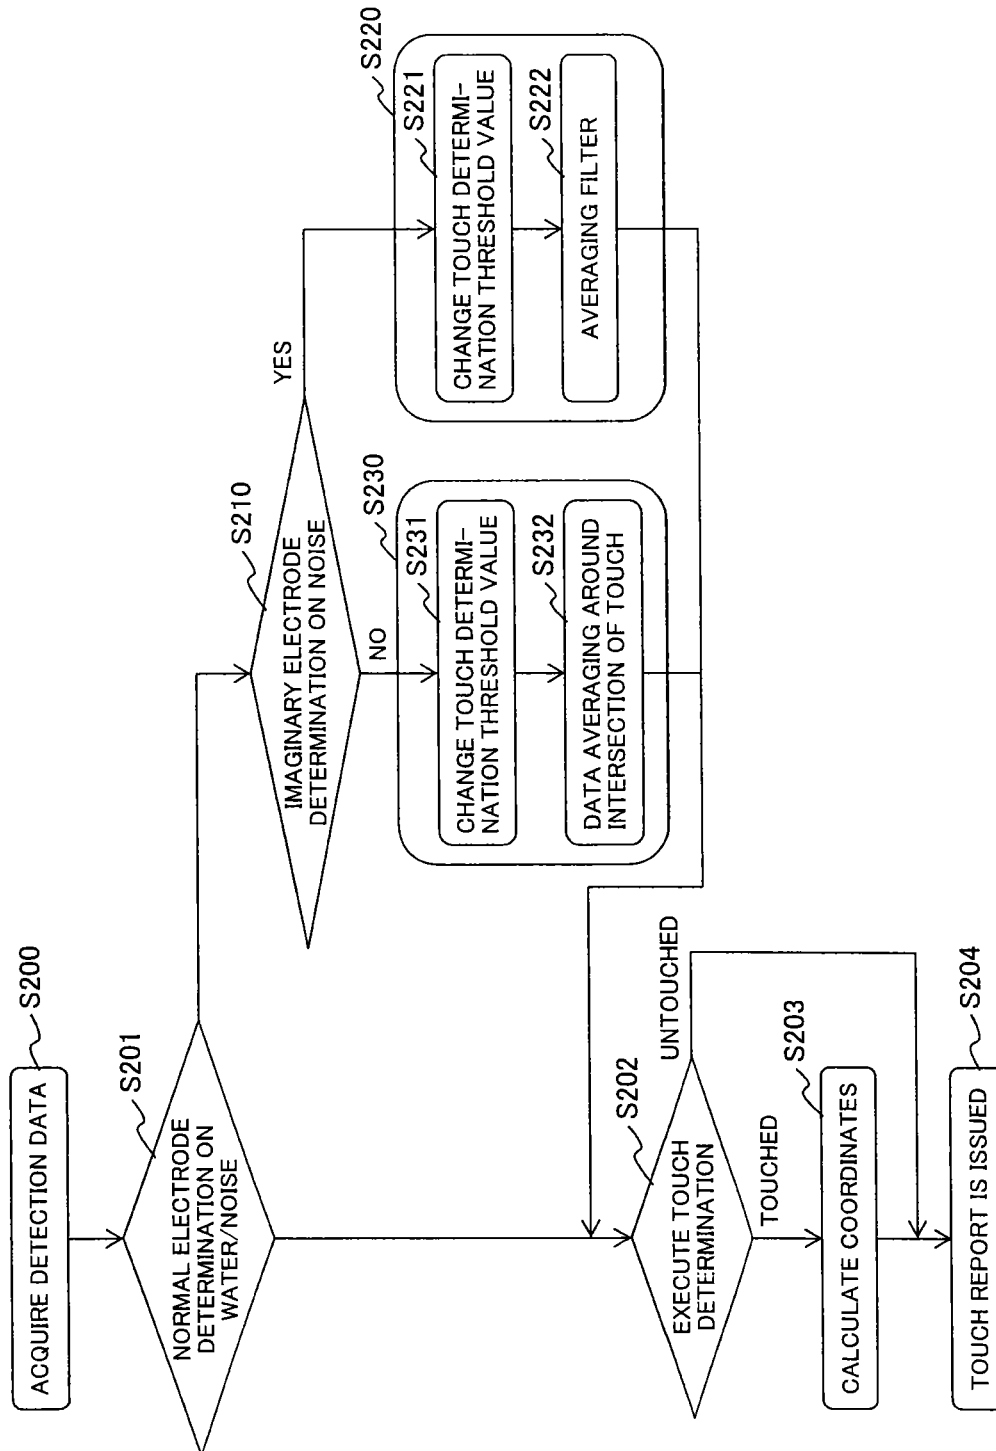 ACQUIRE DETECTION DATA
S200
S201
NORMAL ELECTRODE
DETERMINATION ON
WATER/NOISE
S210
IMAGINARY ELECTRODE
DETERMINATION ON NOISE
YES
NO
S220
S221
CHANGE TOUCH DETERMI-
NATION THRESHOLD VALUE
S222
AVERAGING FILTER
S230
S231
CHANGE TOUCH DETERMI-
NATION THRESHOLD VALUE
S232
DATA AVERAGING AROUND
INTERSECTION OF TOUCH
S202
EXECUTE TOUCH
DETERMINATION
UNTOUCHED
TOUCHED
S203
CALCULATE COORDINATES
S204
TOUCH REPORT IS ISSUED